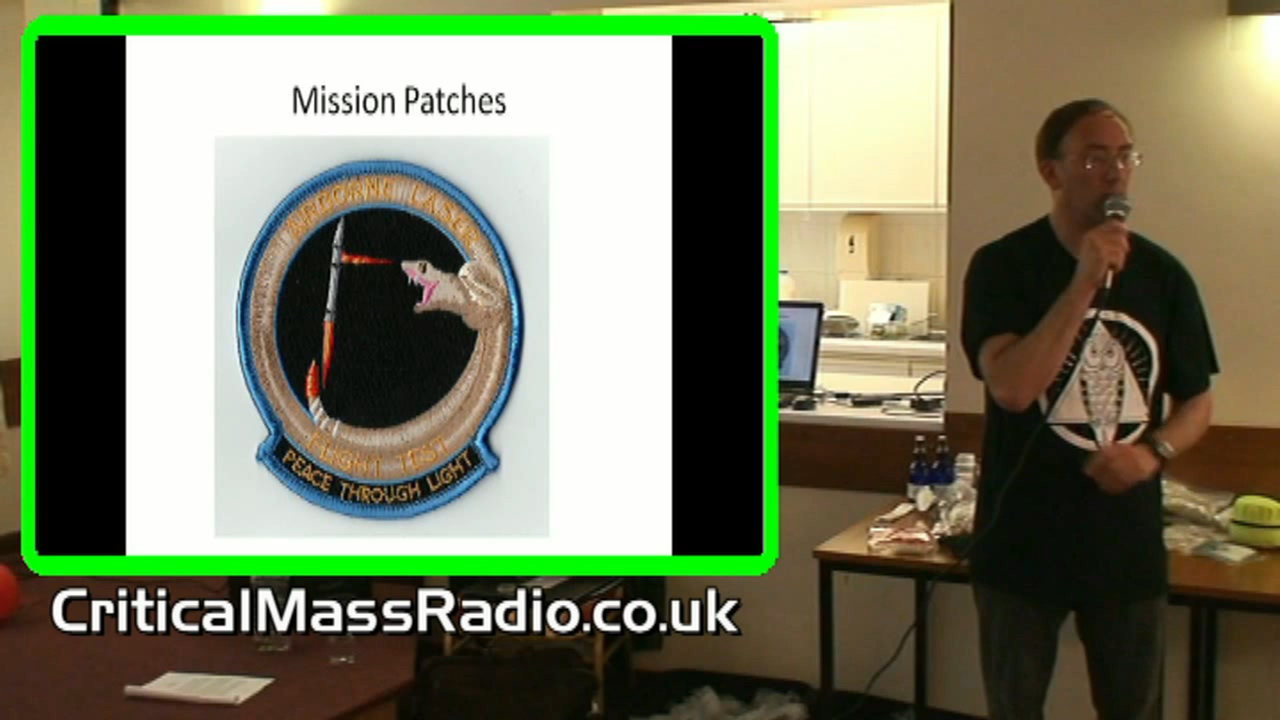 Mission Patches
AIRBORNE LASER
FLIGHT TEST
PEACE THROUGH LIGHT
CriticalMassRadio.co.uk